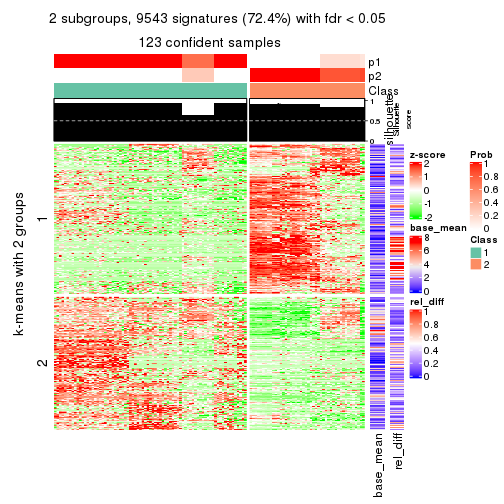 2 subgroups, 9543 signatures (72.4%) with fdr < 0.05
123 confident samples
p1
p2
Class
1
0.5
0
silhouette
Silhouette
score
k-means with 2 groups
1
2
base_mean
rel_diff
z-score
2
1
0
-1
-2
base_mean
8
6
4
2
0
rel_diff
1
0.8
0.6
0.4
0.2
0
Prob
1
0.8
0.6
0.4
0.2
0
Class
1
2